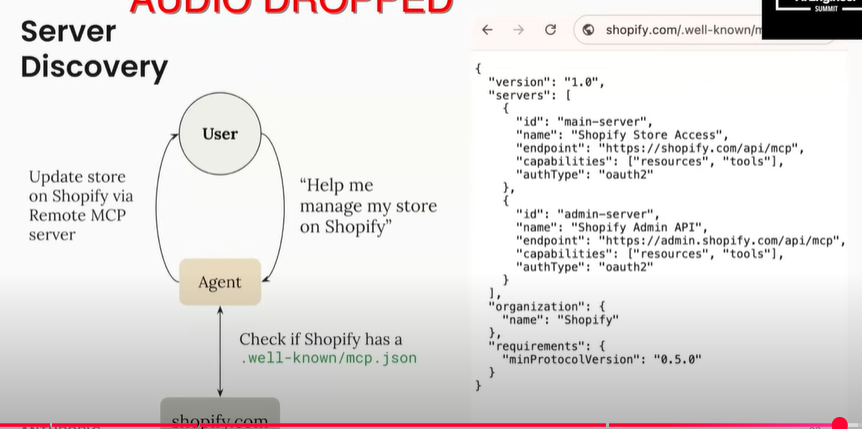 AUDIO DROPPED
SUMMIT
Server
Discovery
User
Update store
on Shopify via
Remote MCP
server
“Help me
manage my store
on Shopify”
Agent
Check if Shopify has a
.well-known/mcp.json
shopify.com
shopify.com/.well-known/m
{
"version": "1.0",
"servers": [
{
"id": "main-server",
"name": "Shopify Store Access",
"endpoint": "https://shopify.com/api/mcp",
"capabilities": ["resources", "tools"],
"authType": "oauth2"
},
{
"id": "admin-server",
"name": "Shopify Admin API",
"endpoint": "https://admin.shopify.com/api/mcp",
"capabilities": ["resources", "tools"],
"authType": "oauth2"
}
],
"organization": {
"name": "Shopify"
},
"requirements": {
"minProtocolVersion": "0.5.0"
}
}